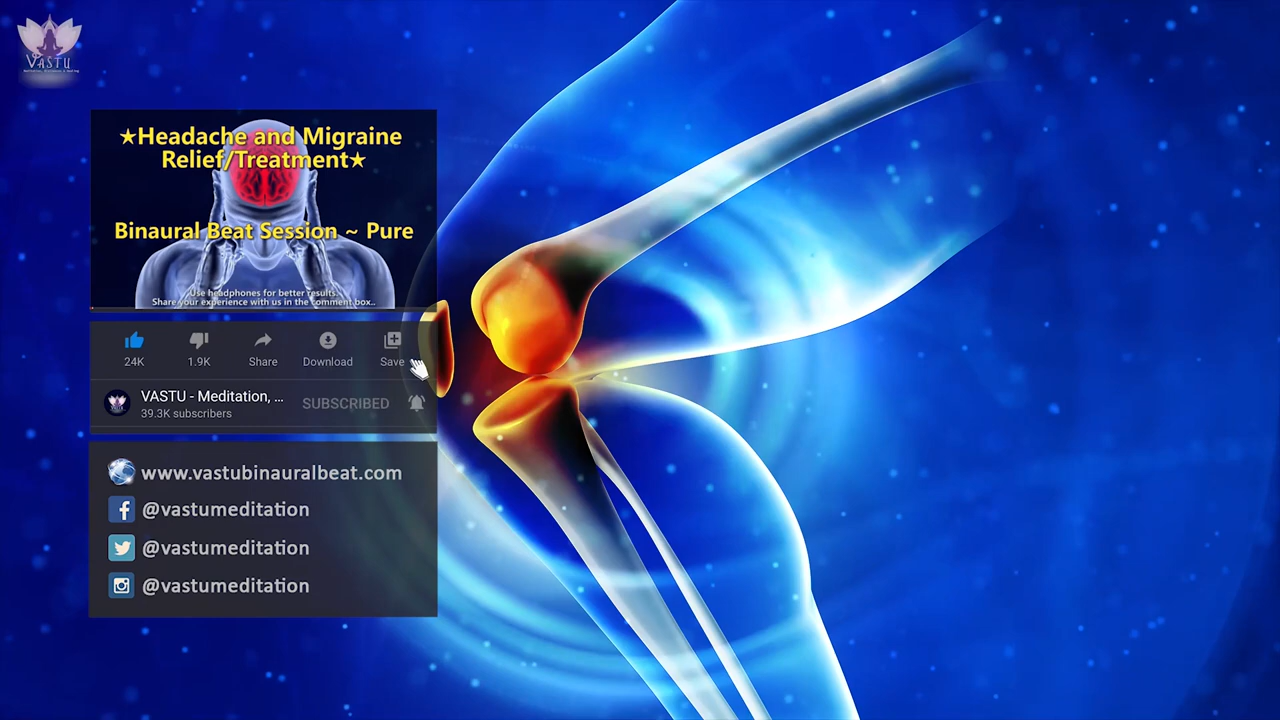 VASTU
★Headache and Migraine
Relief/Treatment★
Binaural Beat Session ~ Pure
Use headphones for better results.
Share your experience with us in the comment box..
24K
1.9K
Share
Download
Save
VASTU - Meditation, ...
39.3K subscribers
SUBSCRIBED
www.vastubinauralbeat.com
@vastumeditation
@vastumeditation
@vastumeditation